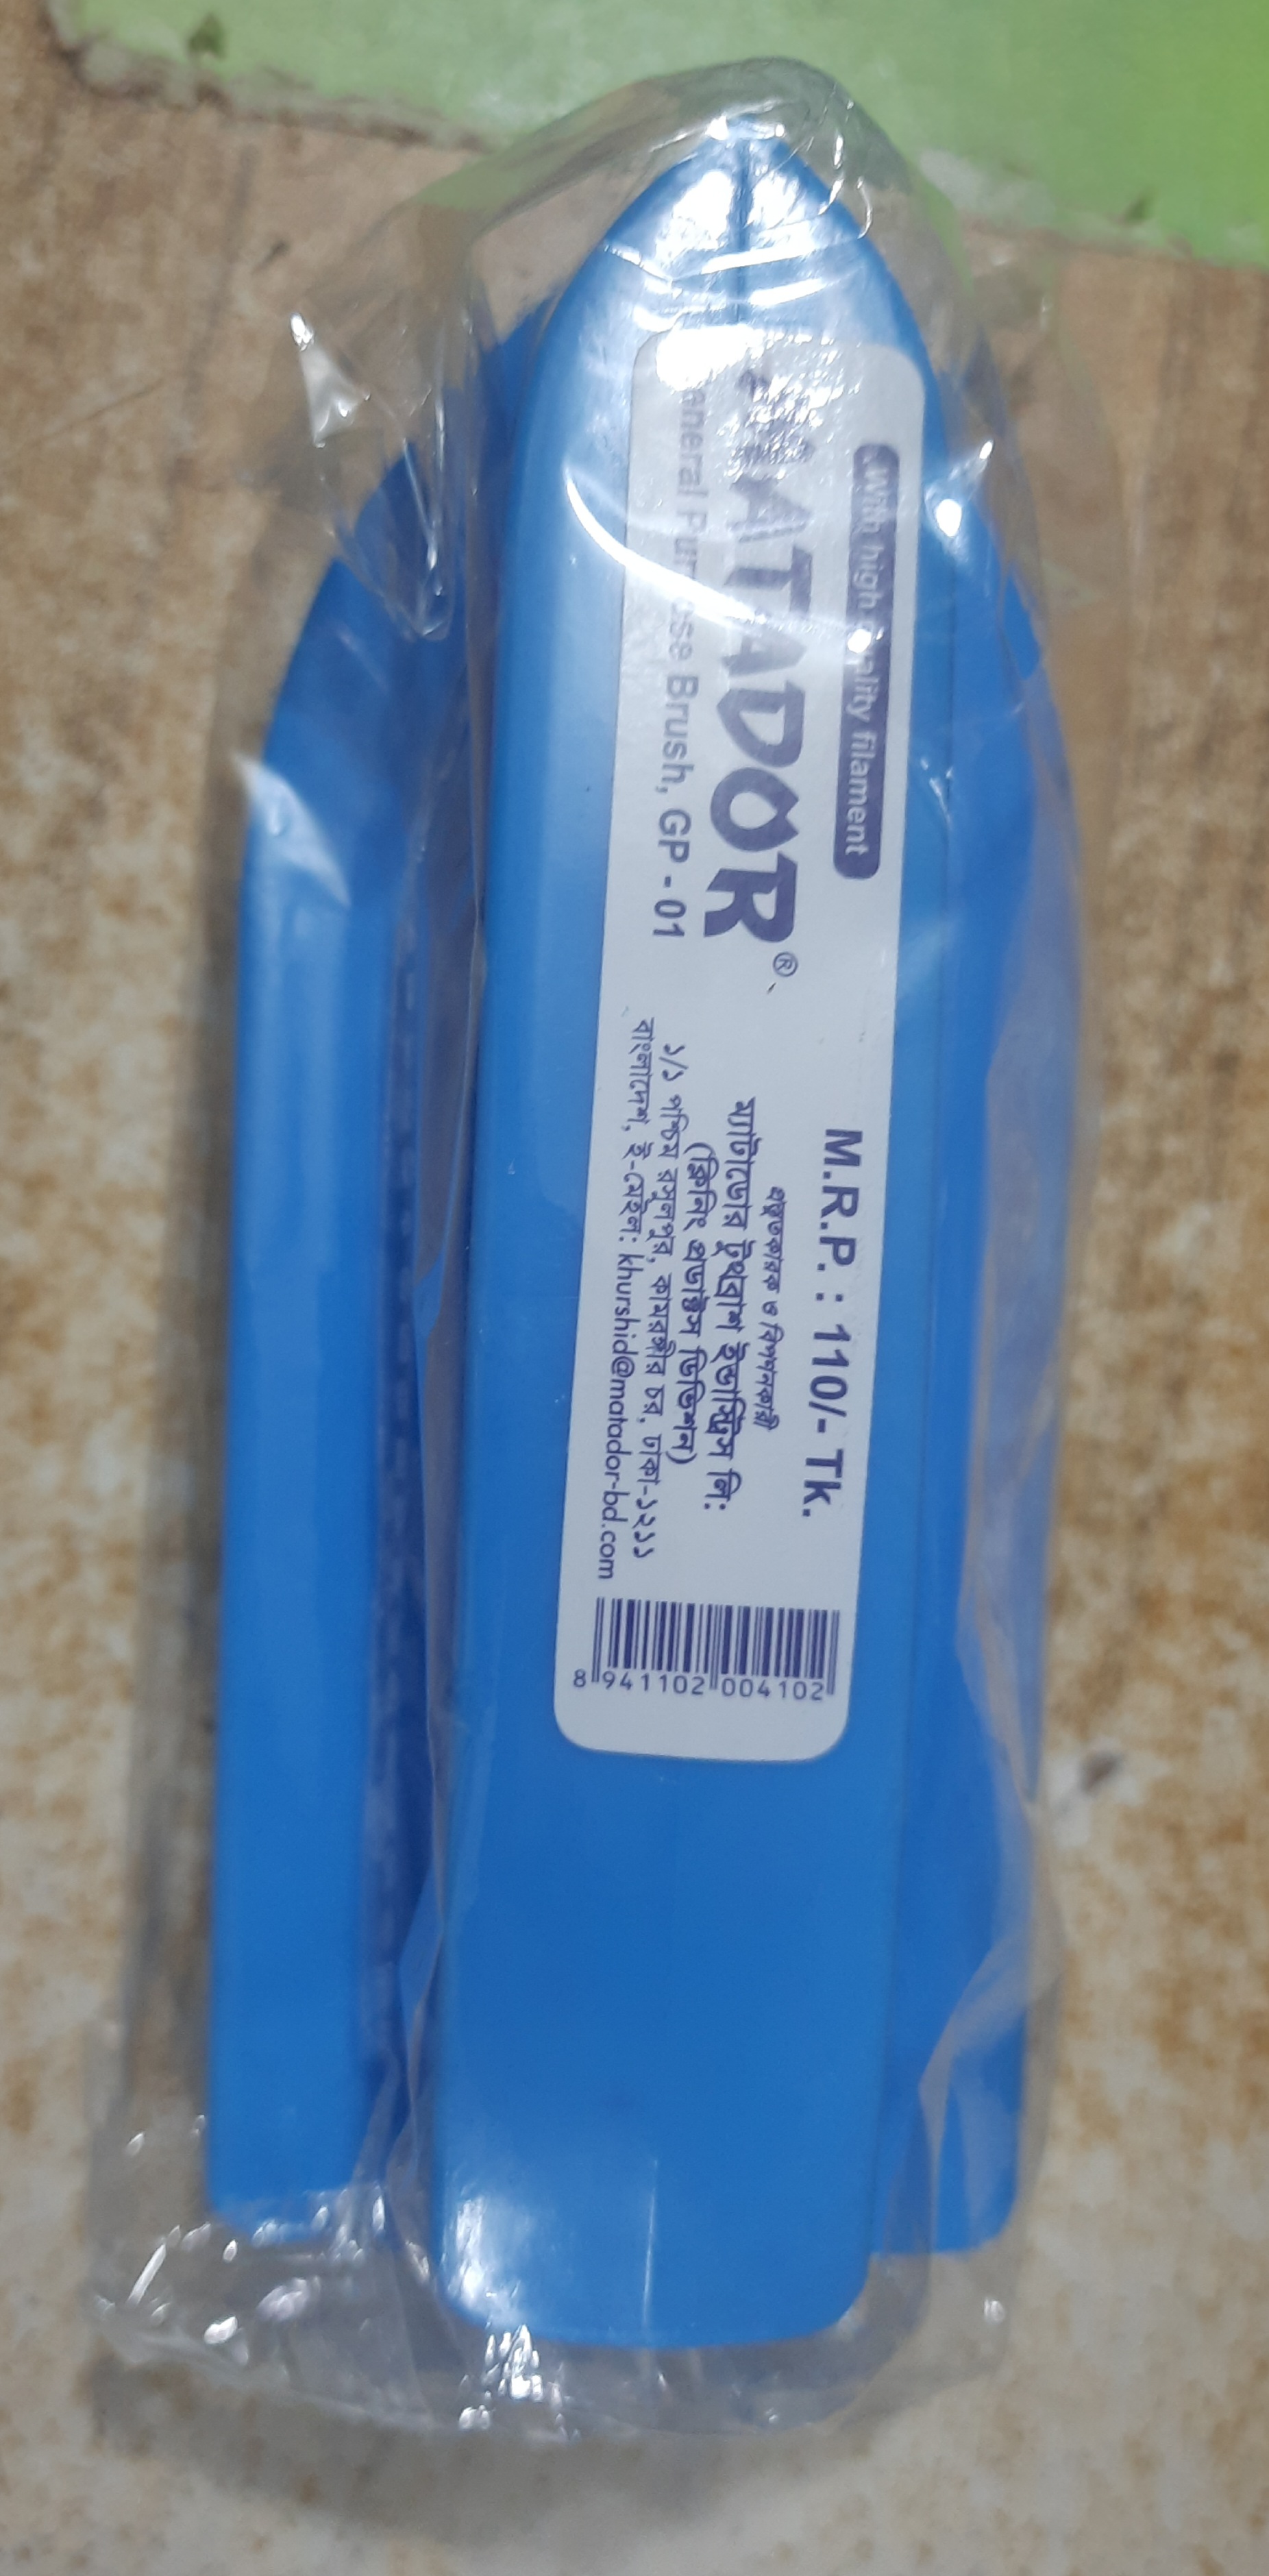 With high quality filament
MATADOR®
General Purpose Brush, GP - 01
M.R.P. : 110/- Tk.
প্রস্তুতকারক ও বিপণনকারী
ম্যাটাডোর টুথব্রাশ ইন্ডাস্ট্রিস লি:
(ক্লিনিং প্রডাক্টস ডিভিশন)
১/১ পশ্চিম রসুলপুর, কামরাঙ্গীর চর, ঢাকা-১২১১
বাংলাদেশ, ই-মেইল: khurshid@matador-bd.com
8 941102 004102